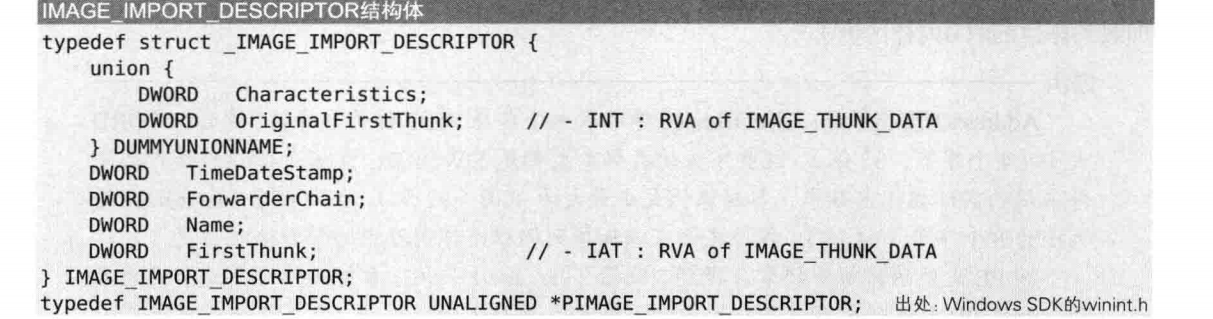 IMAGE_IMPORT_DESCRIPTOR结构体
typedef struct _IMAGE_IMPORT_DESCRIPTOR {
union {
DWORD Characteristics;
DWORD OriginalFirstThunk; // - INT : RVA of IMAGE_THUNK_DATA
} DUMMYUNIONNAME;
DWORD TimeDateStamp;
DWORD ForwarderChain;
DWORD Name;
DWORD FirstThunk; // - IAT : RVA of IMAGE_THUNK_DATA
} IMAGE_IMPORT_DESCRIPTOR;
typedef IMAGE_IMPORT_DESCRIPTOR UNALIGNED *PIMAGE_IMPORT_DESCRIPTOR; 出处: Windows SDK的winint.h